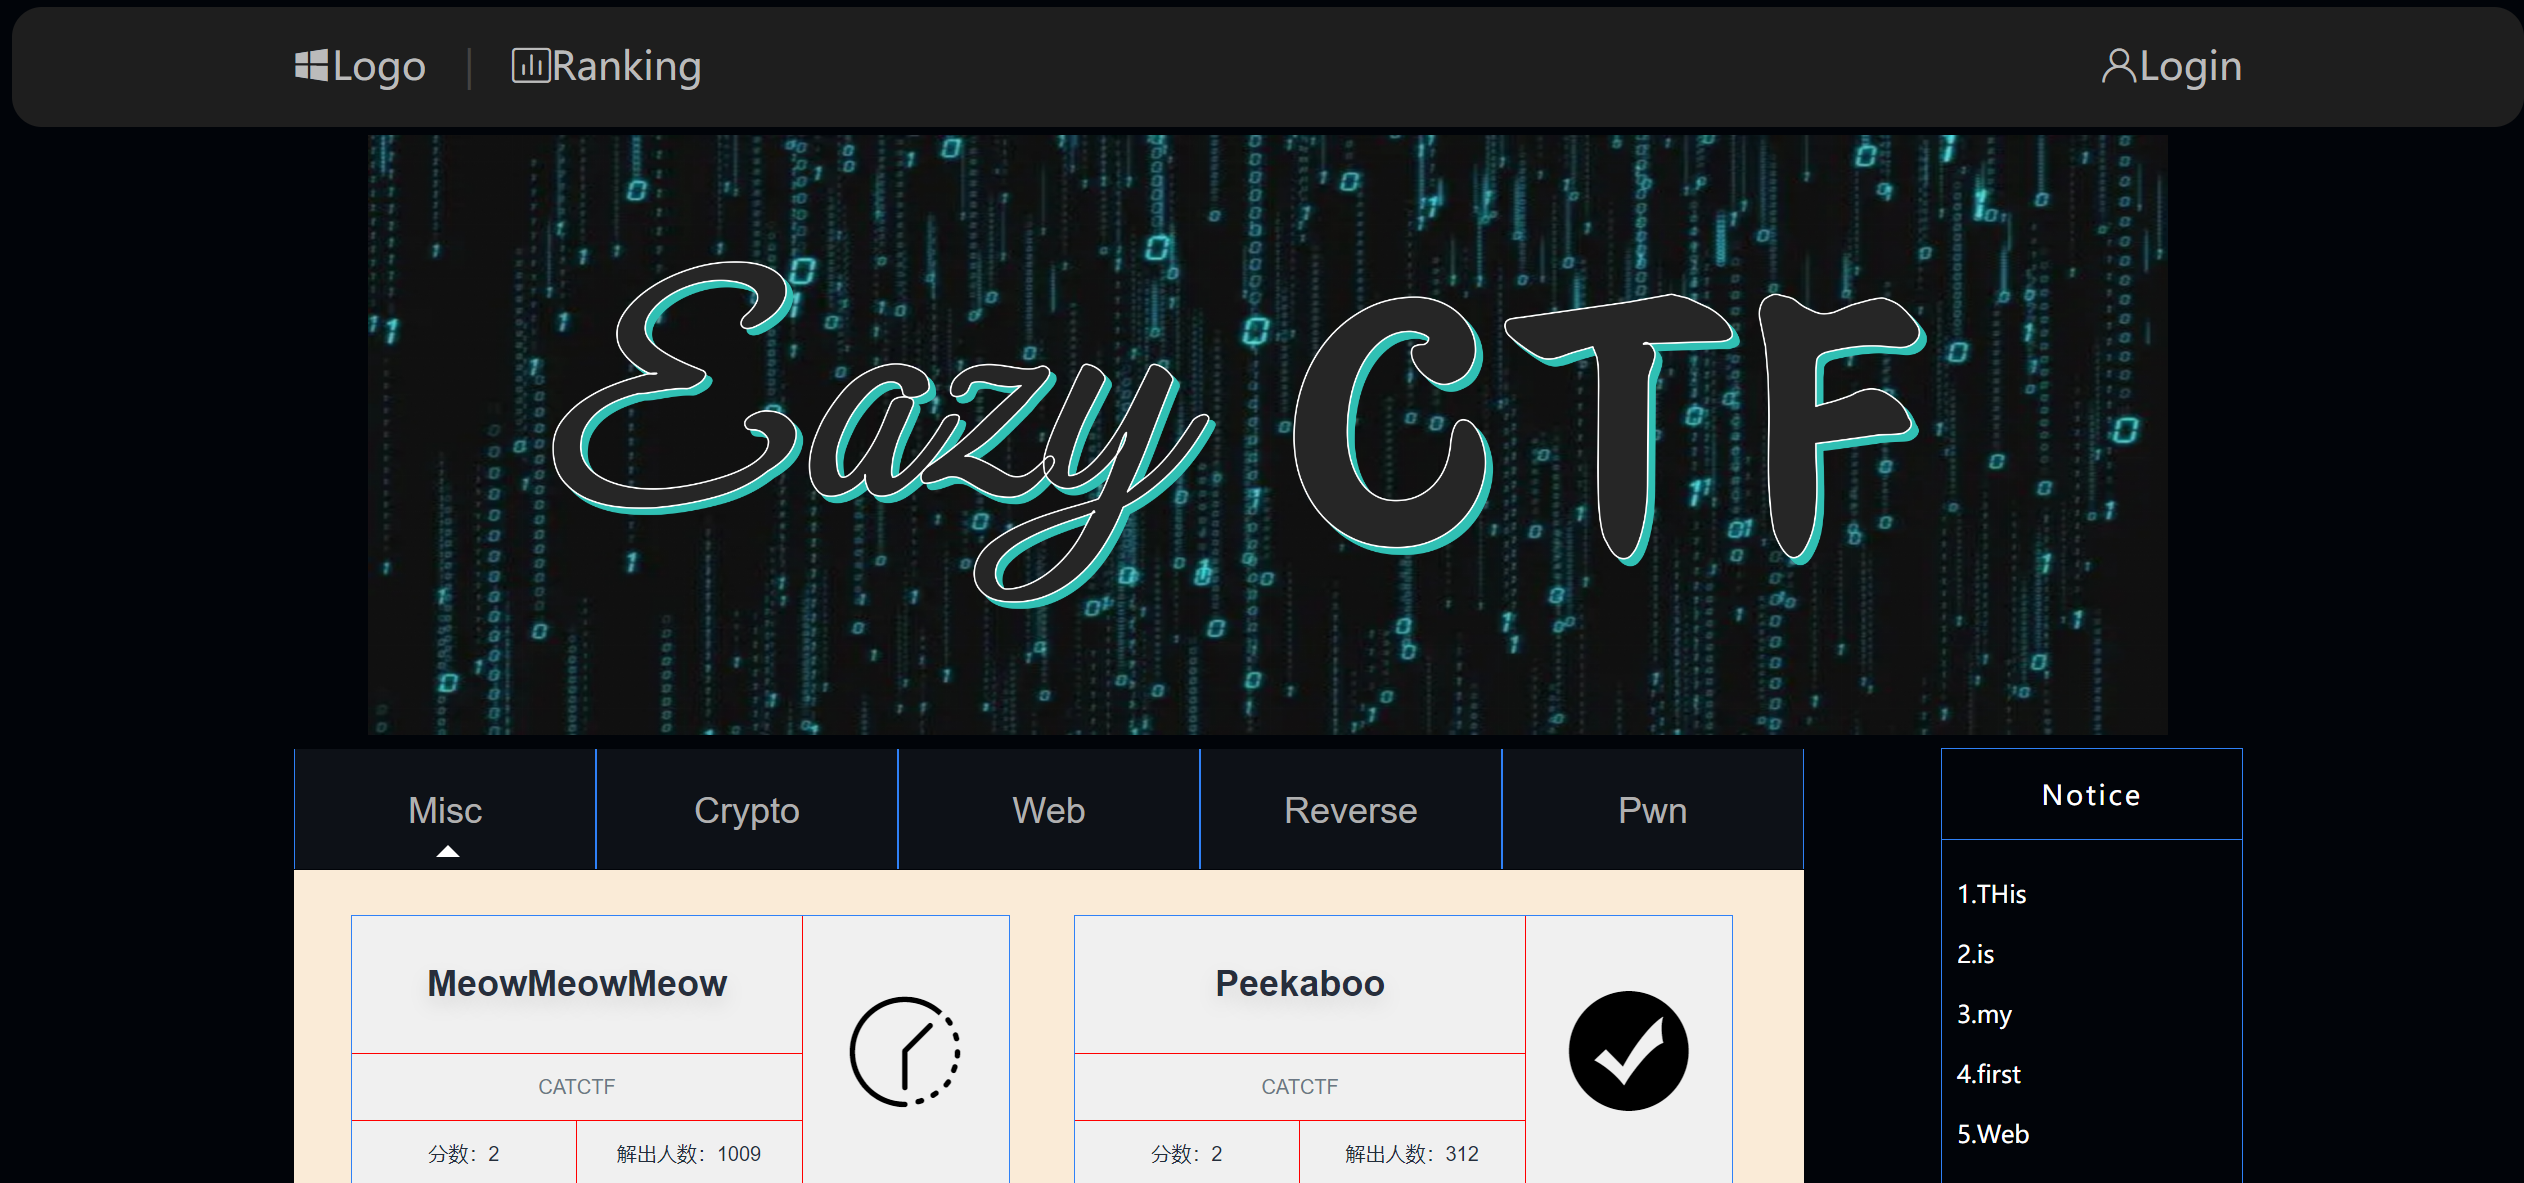 Logo | Ranking Login
Eazy CTF
Misc Crypto Web Reverse Pwn
Notice
MeowMeowMeow
CATCTF
分数：2 解出人数：1009
Peekaboo
CATCTF
分数：2 解出人数：312
1.THis
2.is
3.my
4.first
5.Web